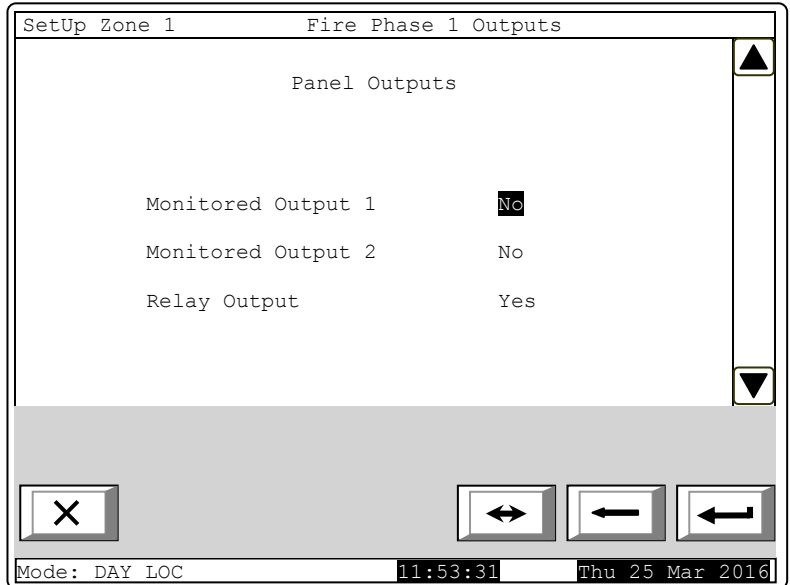 SetUp Zone 1 Fire Phase 1 Outputs
Panel Outputs
Monitored Output 1 No
Monitored Output 2 No
Relay Output Yes
Mode: DAY LOC 11:53:31 Thu 25 Mar 2016